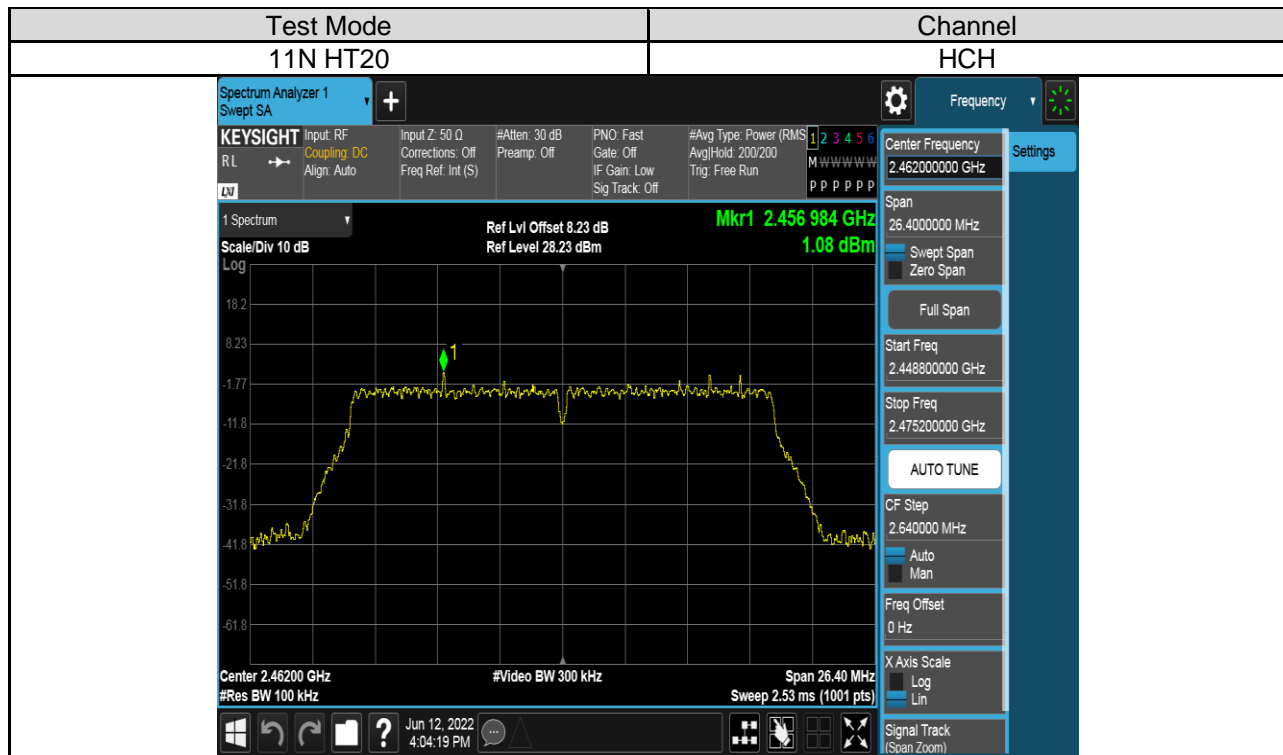 Test Mode Channel
11N HT20 HCH
Spectrum Analyzer 1
Swept SA
Frequency
KEYSIGHT Input: RF Input Z: 50 Ω #Atten: 30 dB PNO: Fast #Avg Type: Power (RMS 1 2 3 4 5 6
RL Coupling: DC Corrections: Off Preamp: Off Gate: Off Avg|Hold: 200/200 M W W W W W
Align: Auto Freq Ref: Int (S) IF Gain: Low Trig: Free Run
LXI Sig Track: Off P P P P P P
1 Spectrum Ref Lvl Offset 8.23 dB Mkr1 2.456 984 GHz
Scale/Div 10 dB Ref Level 28.23 dBm 1.08 dBm
Log
18.2
8.23
1
-1.77
-11.8
-21.8
-31.8
-41.8
-51.8
-61.8
Center 2.46200 GHz #Video BW 300 kHz Span 26.40 MHz
#Res BW 100 kHz Sweep 2.53 ms (1001 pts)
Jun 12, 2022
4:04:19 PM
Center Frequency
2.462000000 GHz
Settings
Span
26.4000000 MHz
Swept Span
Zero Span
Full Span
Start Freq
2.448800000 GHz
Stop Freq
2.475200000 GHz
AUTO TUNE
CF Step
2.640000 MHz
Auto
Man
Freq Offset
0 Hz
X Axis Scale
Log
Lin
Signal Track
(Span Zoom)